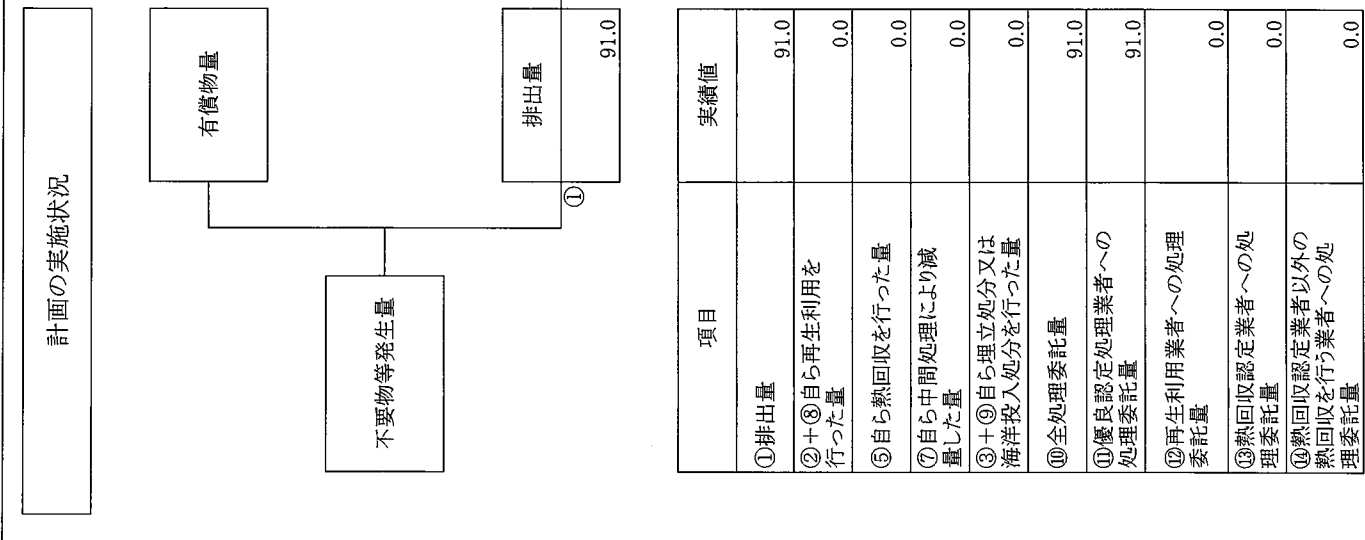 計画の実施状況
有償物量
不要物等発生量
排出量
①
91.0
項目
実績値
①排出量
91.0
②+⑧自ら再生利用を
行った量
0.0
⑤自ら熱回収を行った量
0.0
⑦自ら中間処理により減
量した量
0.0
③+⑨自ら埋立処分又は
海洋投入処分を行った量
0.0
⑩全処理委託量
91.0
⑪優良認定処理業者への
処理委託量
91.0
⑫再生利用業者への処理
委託量
0.0
⑬熱回収認定業者への処
理委託量
0.0
⑭熱回収認定業者以外の
熱回収を行う業者への処
理委託量
0.0